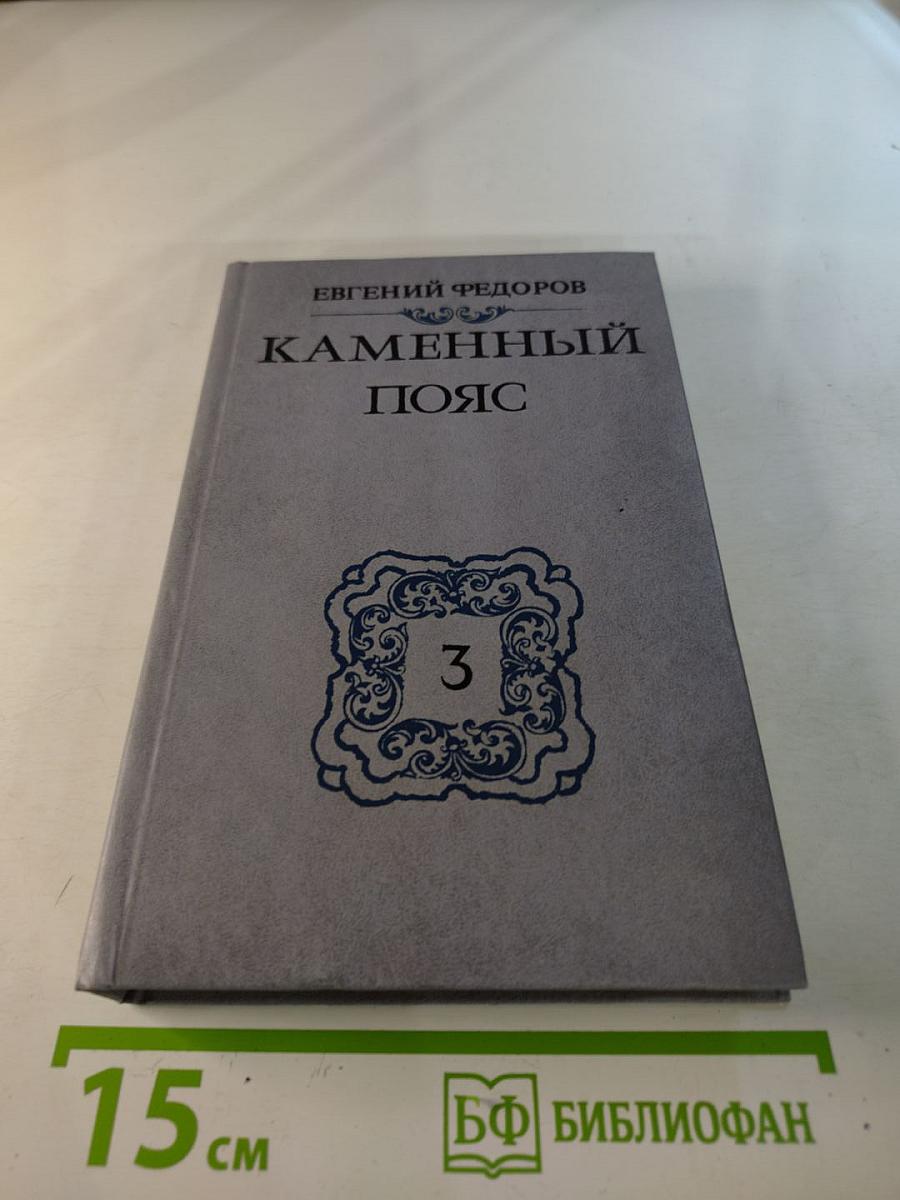 ЕВГЕНИЙ ФЕДОРОВ
КАМЕННЫЙ
ПОЯС
3
15 см
БФ БИБЛИОФАН